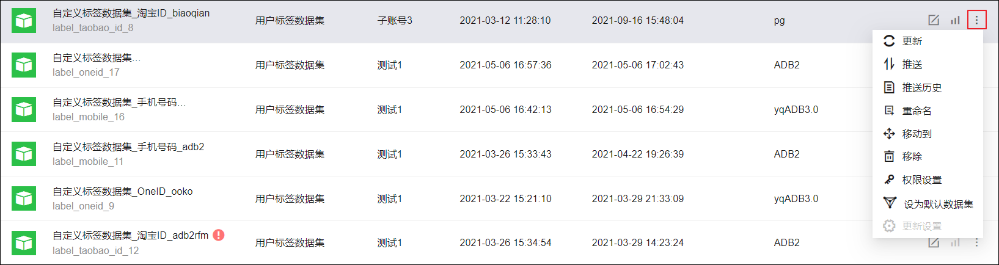 自定义标签数据集_淘宝ID_biaoqian
label_taobao_id_8
用户标签数据集
子账号3
2021-03-12 11:28:10
2021-09-16 15:48:04
pg
更新
推送
推送历史
重命名
移动到
移除
权限设置
设为默认数据集
更新设置
自定义标签数据集...
label_oneid_17
用户标签数据集
测试1
2021-05-06 16:57:36
2021-05-06 17:02:43
ADB2
自定义标签数据集_手机号码...
label_mobile_16
用户标签数据集
测试1
2021-05-06 16:42:13
2021-05-06 16:54:29
yqADB3.0
自定义标签数据集_手机号码_adb2
label_mobile_11
用户标签数据集
测试1
2021-03-26 15:33:43
2021-04-22 19:26:39
ADB2
自定义标签数据集_OneID_ooko
label_oneid_9
用户标签数据集
测试1
2021-03-22 15:21:10
2021-03-29 21:33:09
yqADB3.0
自定义标签数据集_淘宝ID_adb2rfm
label_taobao_id_12
用户标签数据集
测试1
2021-03-26 15:34:54
2021-03-29 14:23:24
ADB2